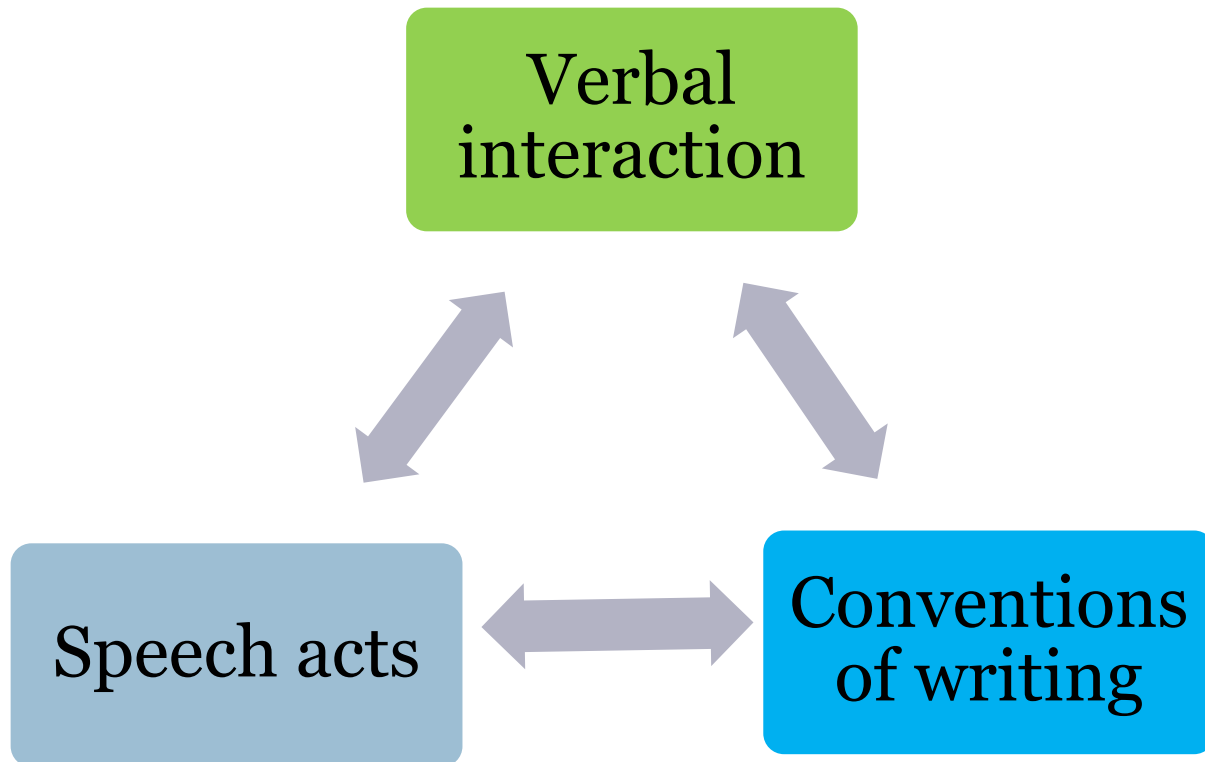 Verbal
interaction
Speech acts
Conventions
of writing